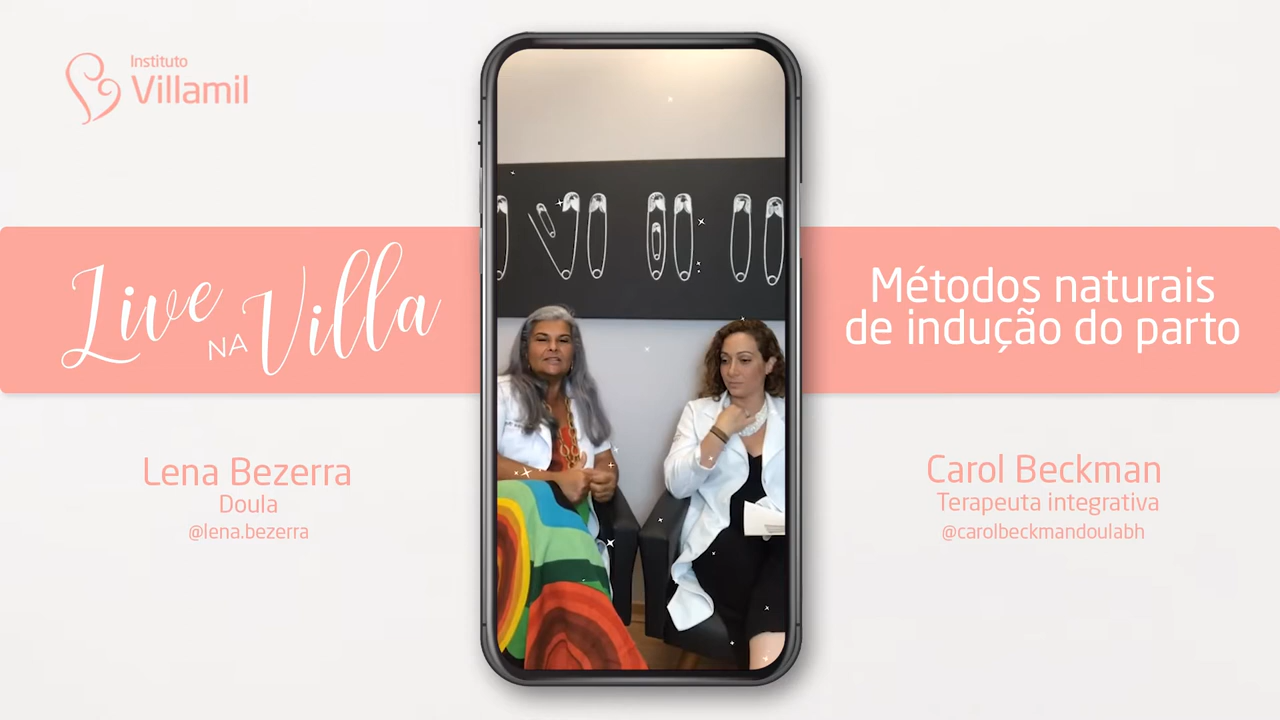 Instituto
Villamil
Live NA Villa
Métodos naturais
de indução do parto
Lena Bezerra
Doula
@lena.bezerra
Carol Beckman
Terapeuta integrativa
@carolbeckmandoulabh